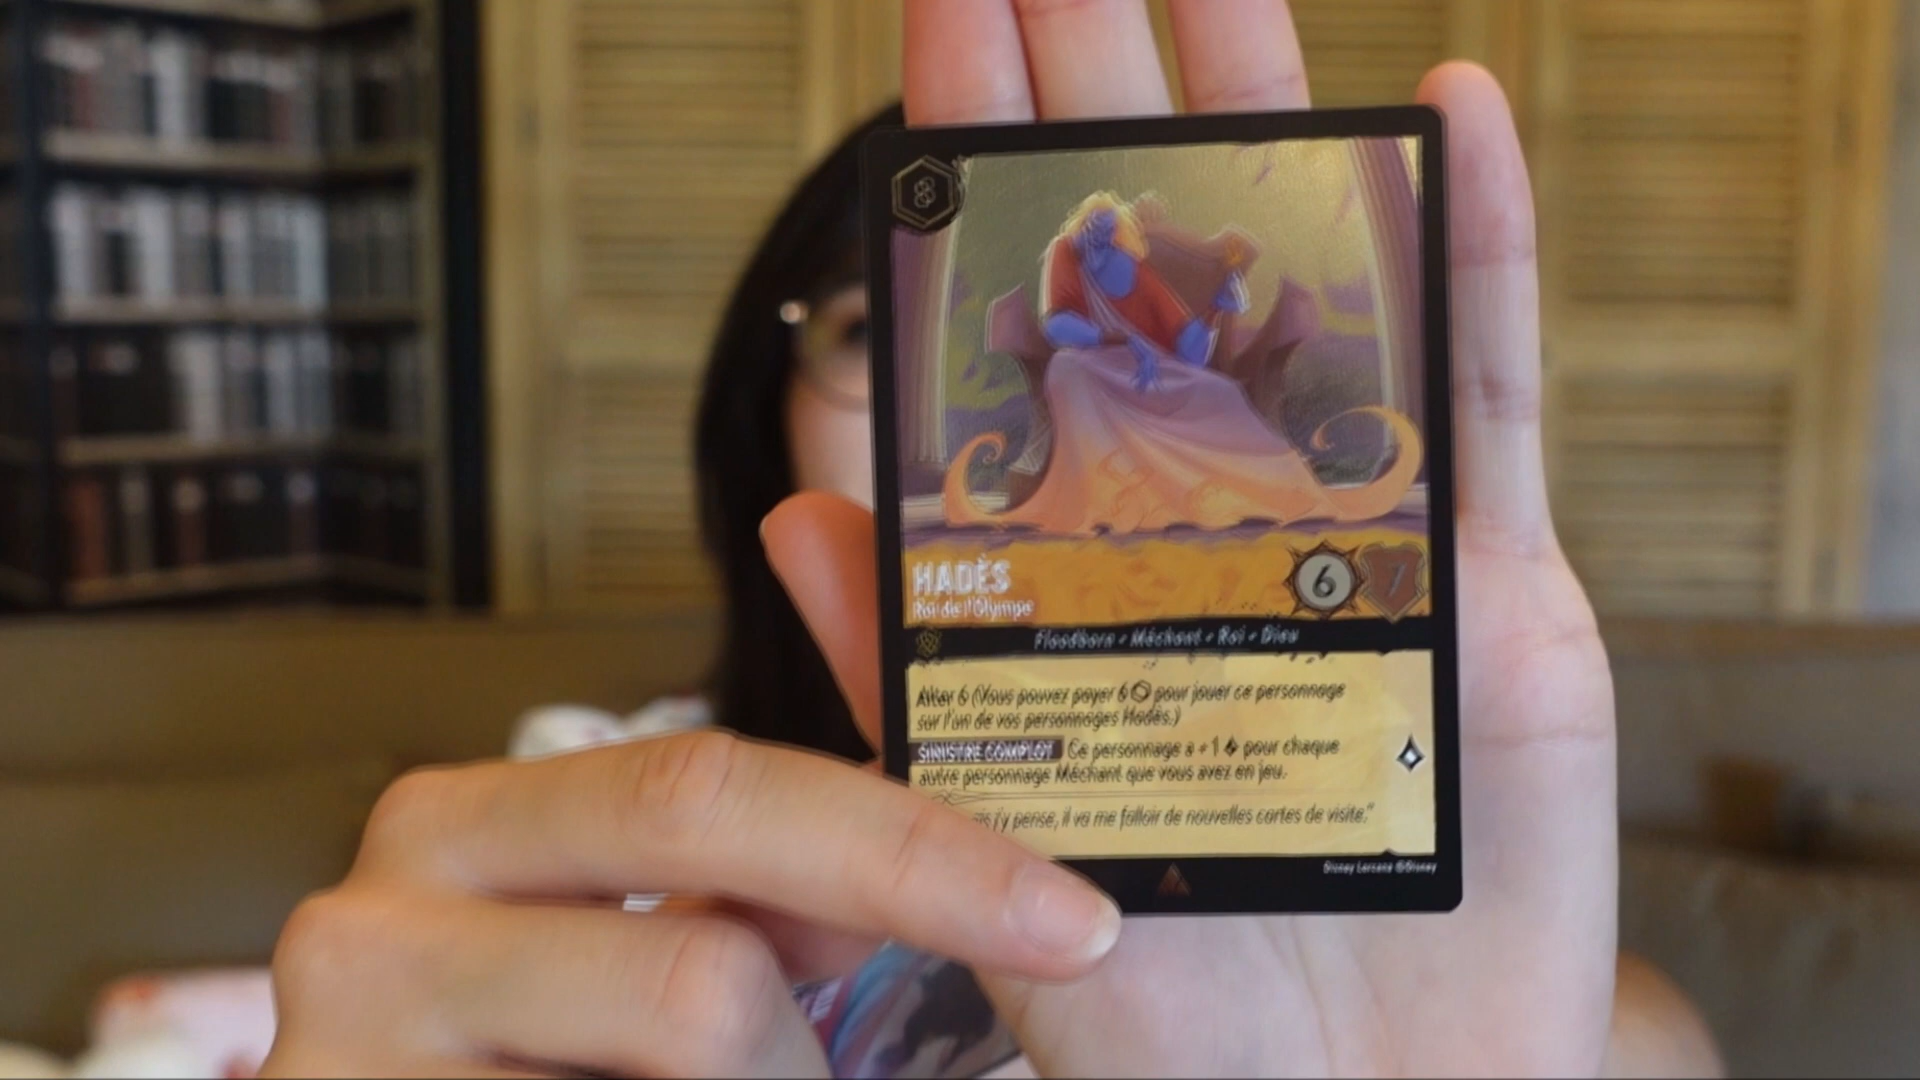 8
HADÈS
Roi de l'Olympe
6
7
Floodborn • Méchant • Roi • Dieu
Alter 6 (Vous pouvez payer 6 pour jouer ce personnage
sur l'un de vos personnages Hadès.)
SINISTRE COMPLOT Ce personnage a +1 pour chaque
autre personnage Méchant que vous avez en jeu.
j'y pense, il va me falloir de nouvelles cartes de visite."
Disney Lorcana ©Disney